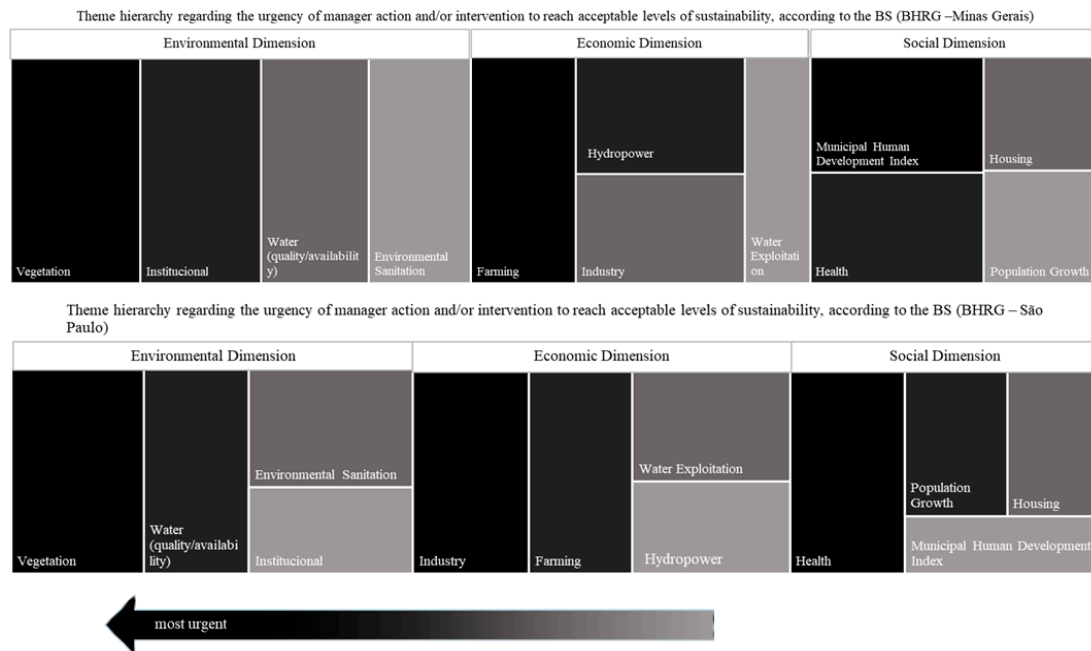 Theme hierarchy regarding the urgency of manager action and/or intervention to reach acceptable levels of sustainability, according to the BS (BHRG –Minas Gerais)
Environmental Dimension
Economic Dimension
Social Dimension
Vegetation
Institucional
Water
(quality/availabilit
y)
Environmental
Sanitation
Farming
Hydropower
Industry
Water
Exploitati
on
Municipal Human
Development Index
Health
Housing
Population Growth
Theme hierarchy regarding the urgency of manager action and/or intervention to reach acceptable levels of sustainability, according to the BS (BHRG – São
Paulo)
Environmental Dimension
Economic Dimension
Social Dimension
Vegetation
Water
(quality/availabi
lity)
Environmental Sanitation
Institucional
Industry
Farming
Water Exploitation
Hydropower
Health
Population
Growth
Housing
Municipal Human Development
Index
most urgent